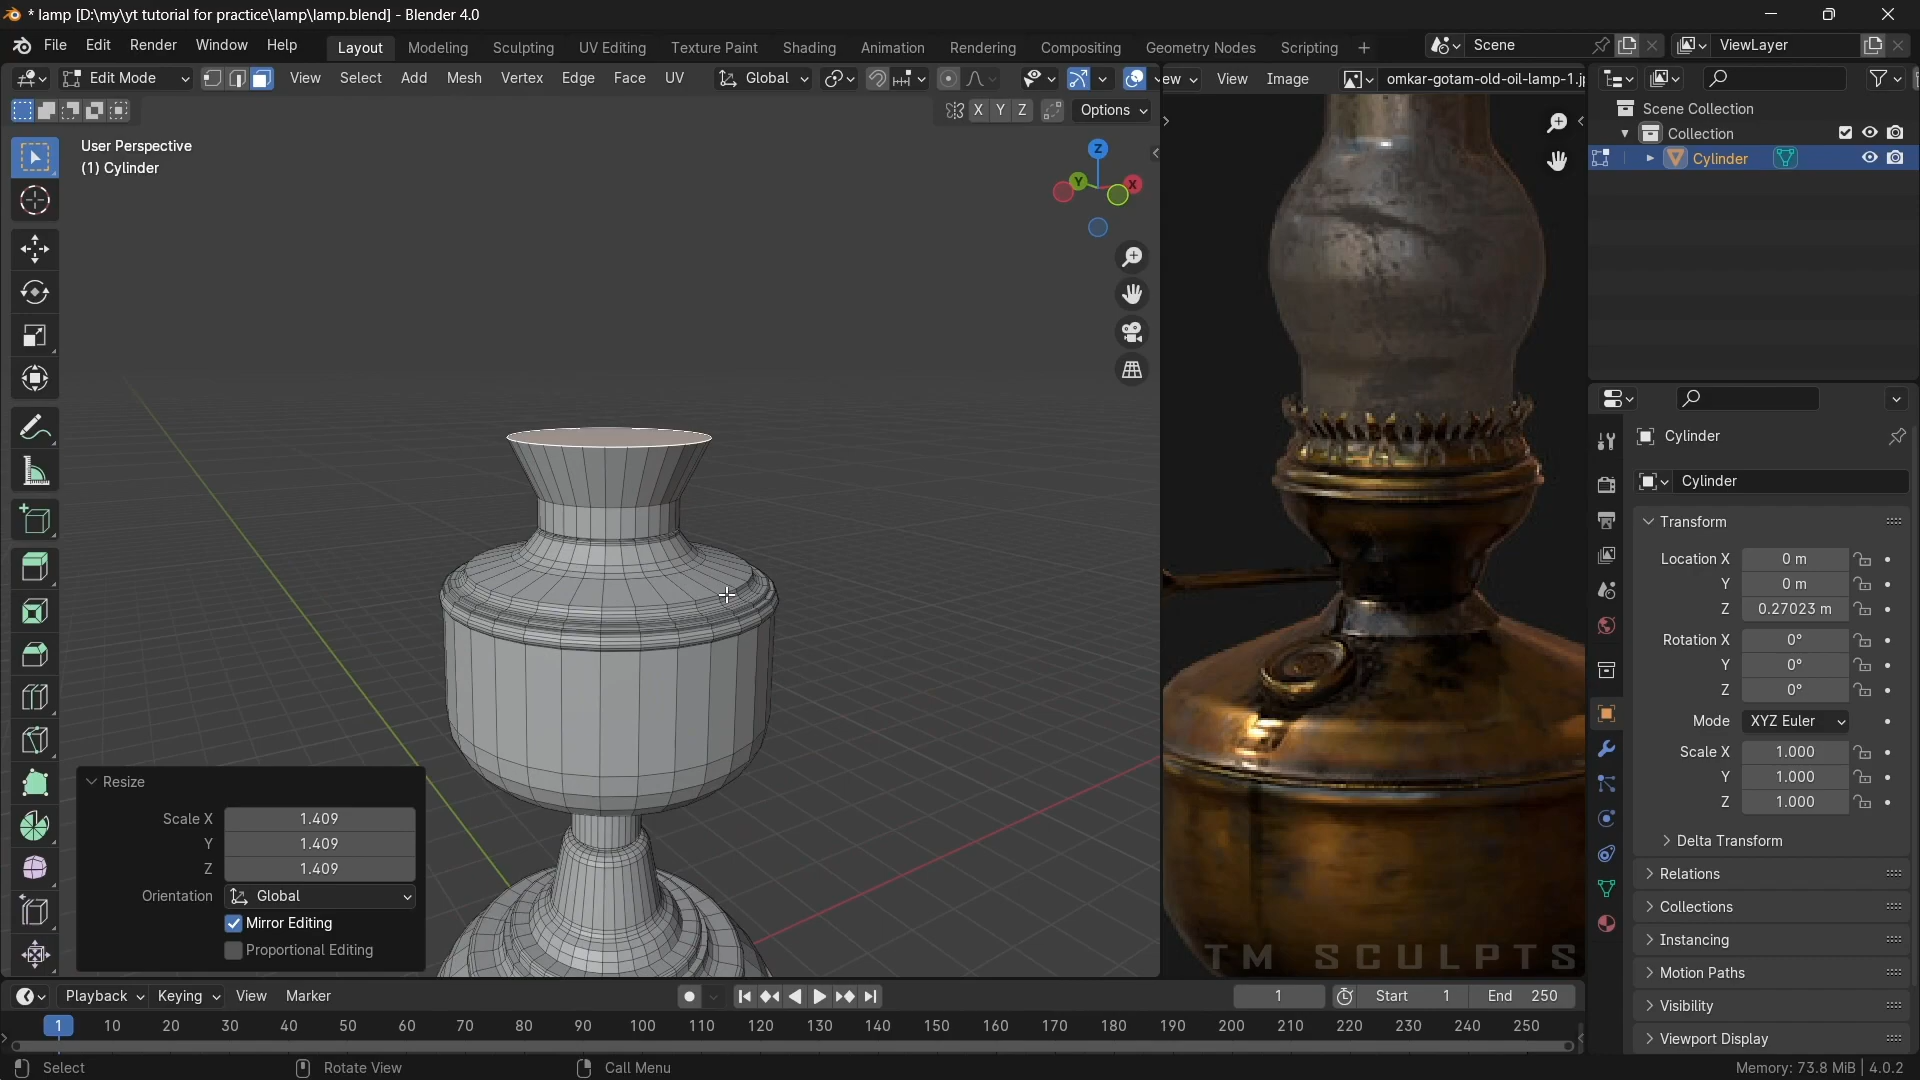 * lamp [D:\my\yt tutorial for practice\lamp\lamp.blend] - Blender 4.0
File Edit Render Window Help
Layout Modeling Sculpting UV Editing Texture Paint Shading Animation Rendering Compositing Geometry Nodes Scripting +
Scene
ViewLayer
Edit Mode
View Select Add Mesh Vertex Edge Face UV
Global
ew View Image
omkar-gotam-old-oil-lamp-1.j
X Y Z
Options
User Perspective
(1) Cylinder
Z
Y
X
Scene Collection
Collection
Cylinder
Cylinder
Cylinder
Transform
Location X 0 m
Y 0 m
Z 0.27023 m
Rotation X 0°
Y 0°
Z 0°
Mode XYZ Euler
Scale X 1.000
Y 1.000
Z 1.000
Delta Transform
Relations
Collections
Instancing
Motion Paths
Visibility
Viewport Display
Resize
Scale X 1.409
Y 1.409
Z 1.409
Orientation Global
Mirror Editing
Proportional Editing
TM SCULPTS
Playback Keying View Marker
1
Start 1
End 250
1 10 20 30 40 50 60 70 80 90 100 110 120 130 140 150 160 170 180 190 200 210 220 230 240 250
Select
Rotate View
Call Menu
Memory: 73.8 MiB | 4.0.2